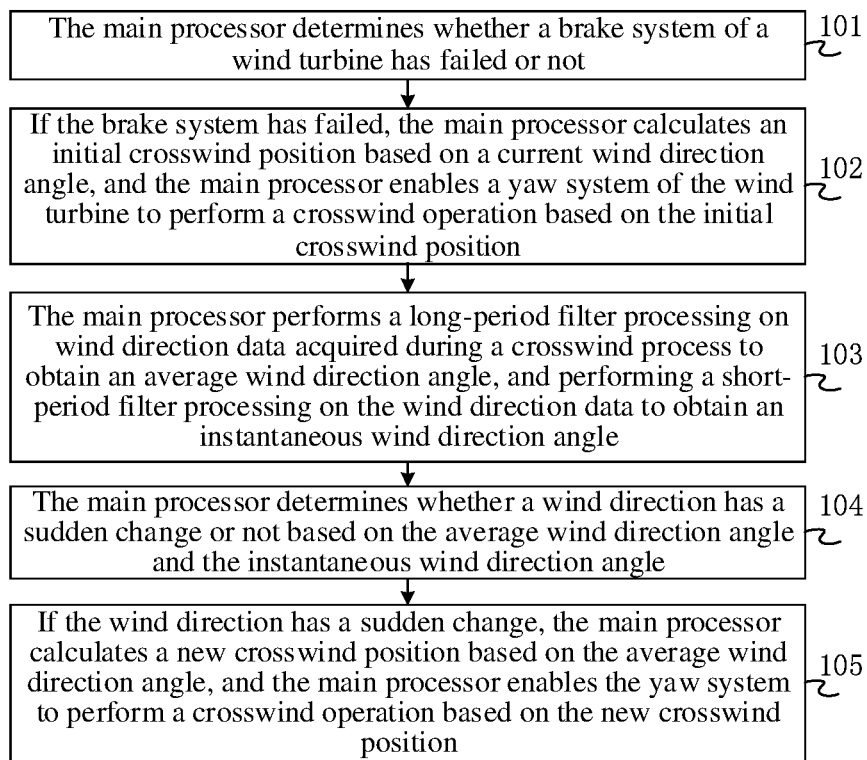 The main processor determines whether a brake system of a
wind turbine has failed or not
101
If the brake system has failed, the main processor calculates an
initial crosswind position based on a current wind direction
angle, and the main processor enables a yaw system of the wind
turbine to perform a crosswind operation based on the initial
crosswind position
102
The main processor performs a long-period filter processing on
wind direction data acquired during a crosswind process to
obtain an average wind direction angle, and performing a short-
period filter processing on the wind direction data to obtain an
instantaneous wind direction angle
103
The main processor determines whether a wind direction has a
sudden change or not based on the average wind direction angle
and the instantaneous wind direction angle
104
If the wind direction has a sudden change, the main processor
calculates a new crosswind position based on the average wind
direction angle, and the main processor enables the yaw system
to perform a crosswind operation based on the new crosswind
position
105